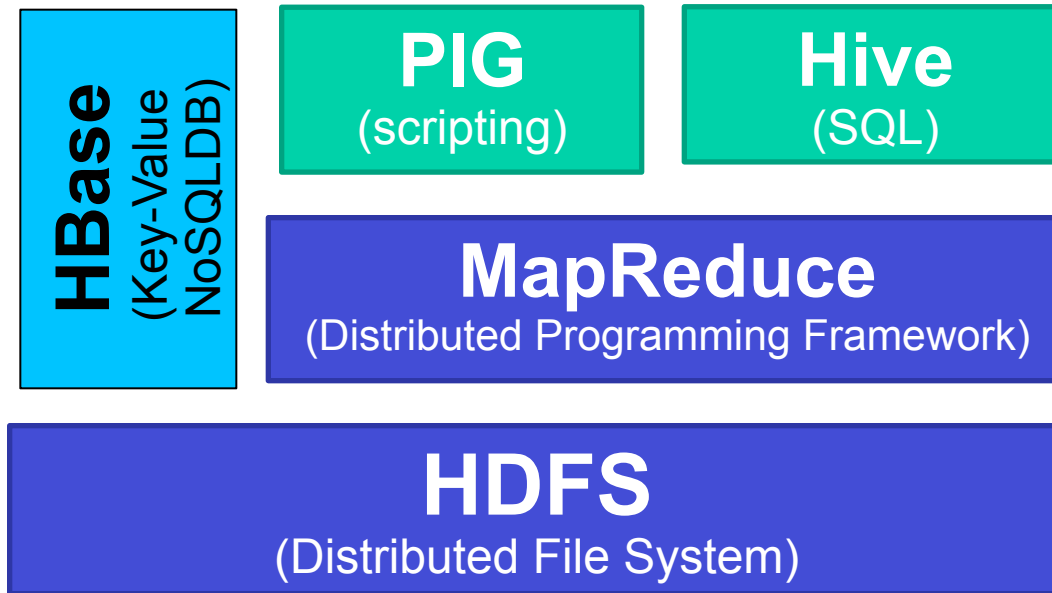 HBase
(Key-Value
NoSQLDB)
PIG
(scripting)
Hive
(SQL)
MapReduce
(Distributed Programming Framework)
HDFS
(Distributed File System)